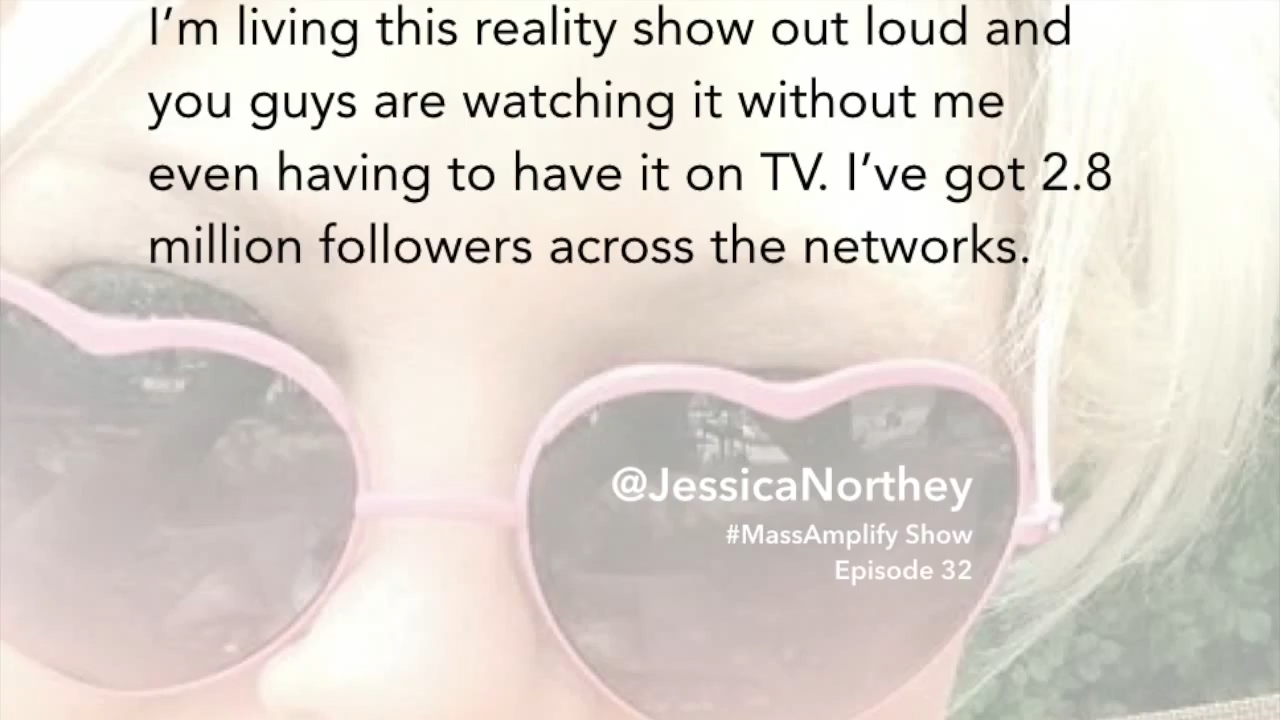 I’m living this reality show out loud and
you guys are watching it without me
even having to have it on TV. I’ve got 2.8
million followers across the networks.
@JessicaNorthey
#MassAmplify Show
Episode 32